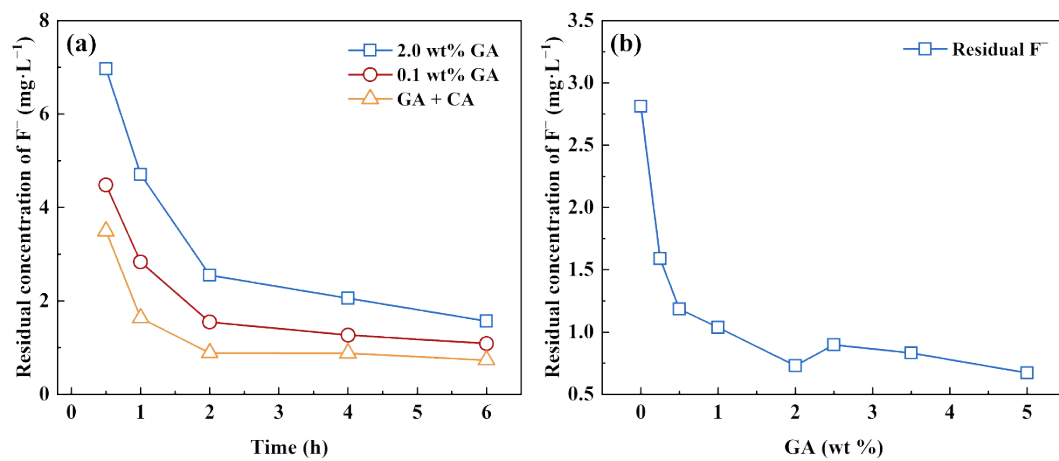 (a)
2.0 wt% GA
0.1 wt% GA
GA + CA
Residual concentration of F⁻ (mg·L⁻¹)
8
6
4
2
0
0 1 2 3 4 5 6
Time (h)
(b)
Residual F⁻
Residual concentration of F⁻ (mg·L⁻¹)
3.5
3.0
2.5
2.0
1.5
1.0
0.5
0 1 2 3 4 5
GA (wt %)